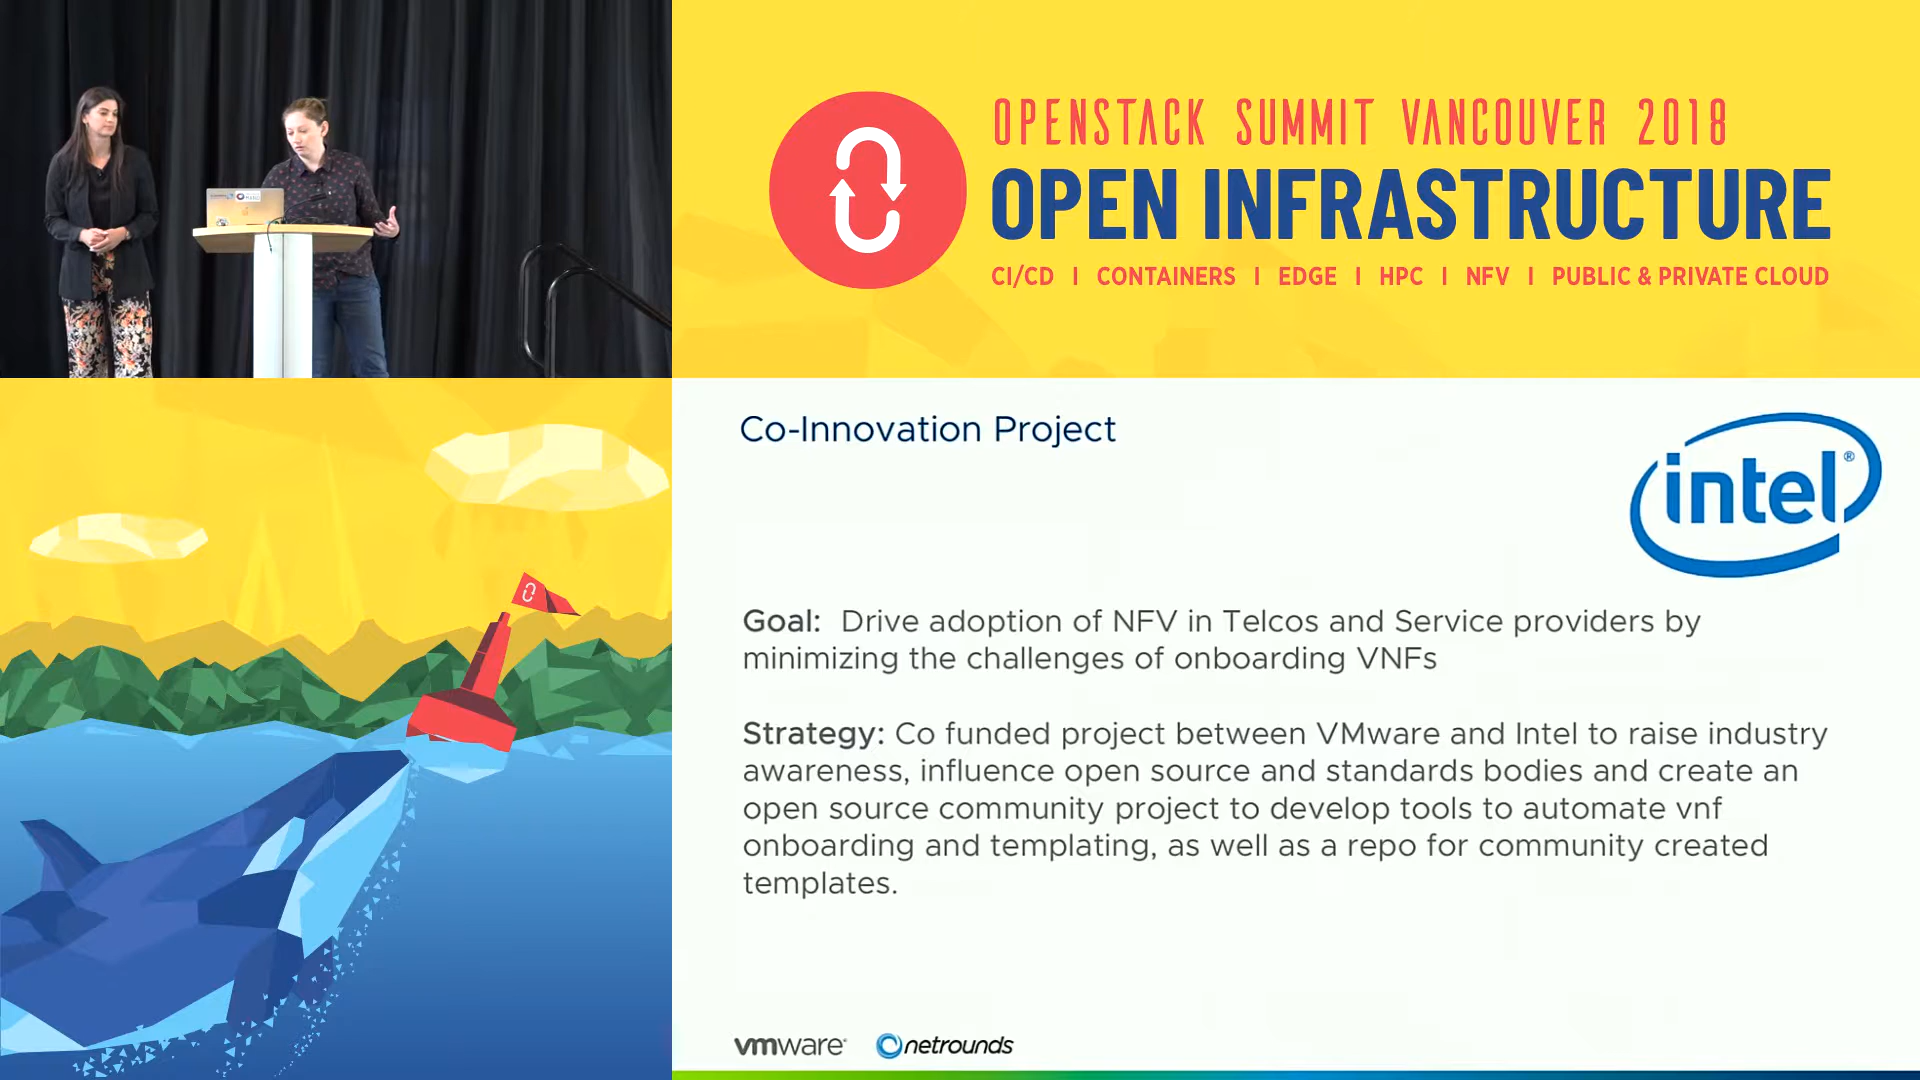 OPENSTACK SUMMIT VANCOUVER 2018
OPEN INFRASTRUCTURE
CI/CD | CONTAINERS | EDGE | HPC | NFV | PUBLIC & PRIVATE CLOUD
Co-Innovation Project
intel®
Goal: Drive adoption of NFV in Telcos and Service providers by
minimizing the challenges of onboarding VNFs
Strategy: Co funded project between VMware and Intel to raise industry
awareness, influence open source and standards bodies and create an
open source community project to develop tools to automate vnf
onboarding and templating, as well as a repo for community created
templates.
vmware®
netrounds